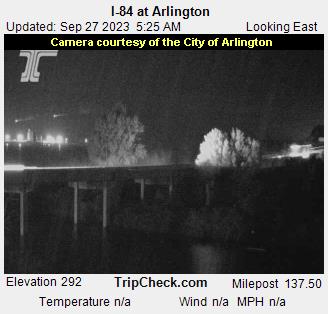 I-84 at Arlington
Updated: Sep 27 2023 5:25 AM Looking East
Camera courtesy of the City of Arlington
Elevation 292 TripCheck.com Milepost 137.50
Temperature n/a Wind n/a MPH n/a